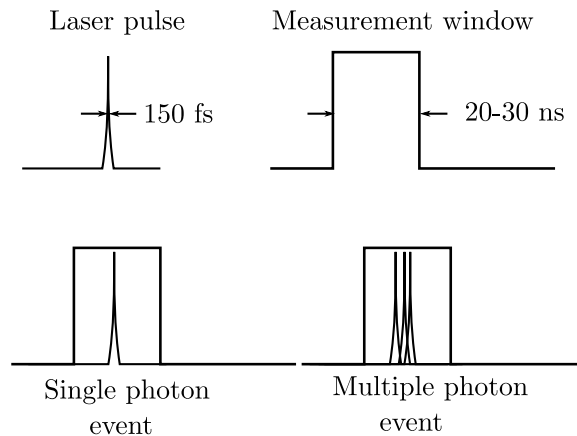 Laser pulse
Measurement window
150 fs
20-30 ns
Single photon
event
Multiple photon
event